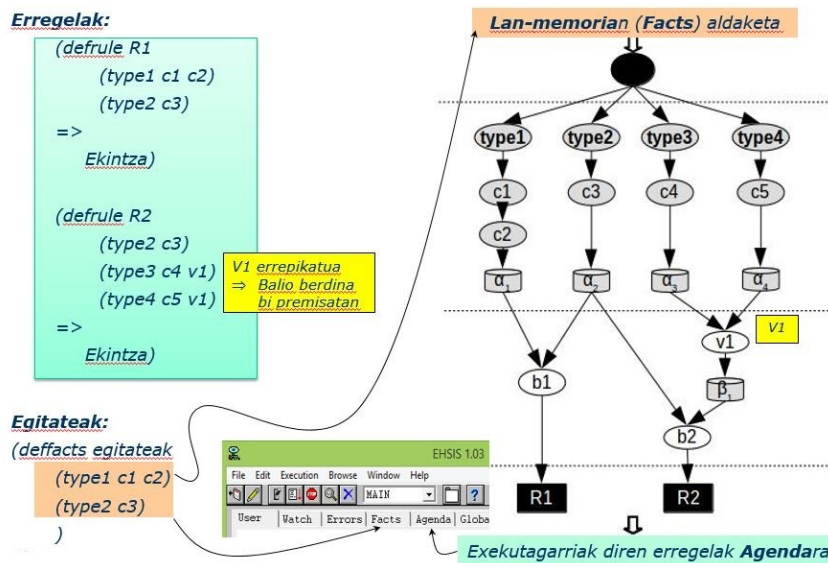 Erregelak:
(defrule R1
(type1 c1 c2)
(type2 c3)
=>
Ekintza)
(defrule R2
(type2 c3)
(type3 c4 v1)
(type4 c5 v1)
=>
Ekintza)
V1 errepikatua
⇒ Balio berdina
bi premisatan
Egitateak:
(deffacts egitateak
(type1 c1 c2)
(type2 c3)
)
EHSIS 1.03
File Edit Execution Browse Window Help
MAIN
User Watch Errors Facts Agenda Globa
Lan-memorian (Facts) aldaketa
type1 type2 type3 type4
c1 c3 c4 c5
c2
α1 α2 α3 α4
v1
V1
b1
β1
b2
R1 R2
Exekutagarriak diren erregelak Agendara